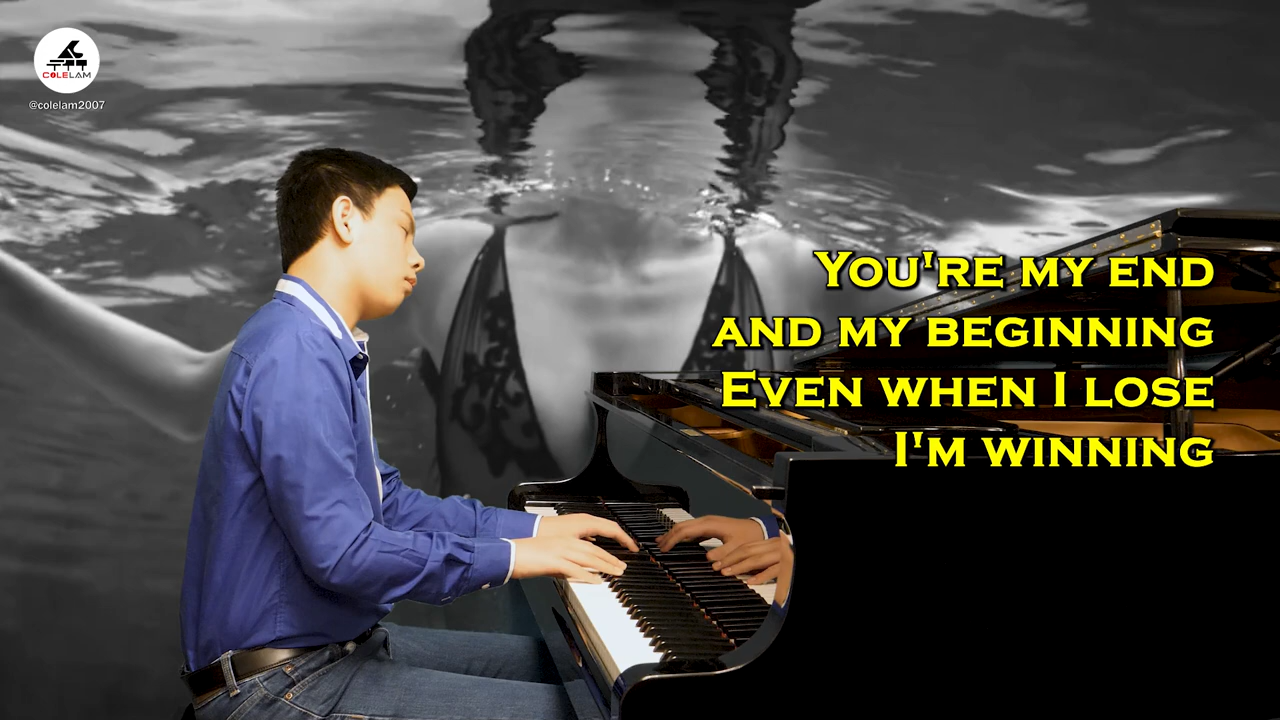 COLELAM
@colelam2007
You're my end
and my beginning
Even when I lose
I'm winning